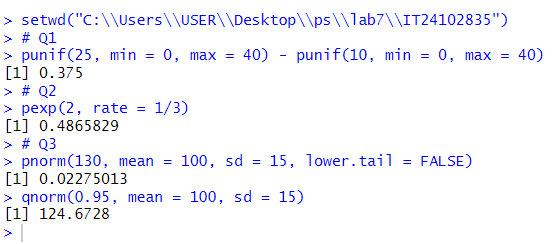 > setwd("C:\\Users\\USER\\Desktop\\ps\\lab7\\IT24102835")
> # Q1
> punif(25, min = 0, max = 40) - punif(10, min = 0, max = 40)
[1] 0.375
> # Q2
> pexp(2, rate = 1/3)
[1] 0.4865829
> # Q3
> pnorm(130, mean = 100, sd = 15, lower.tail = FALSE)
[1] 0.02275013
> qnorm(0.95, mean = 100, sd = 15)
[1] 124.6728
>